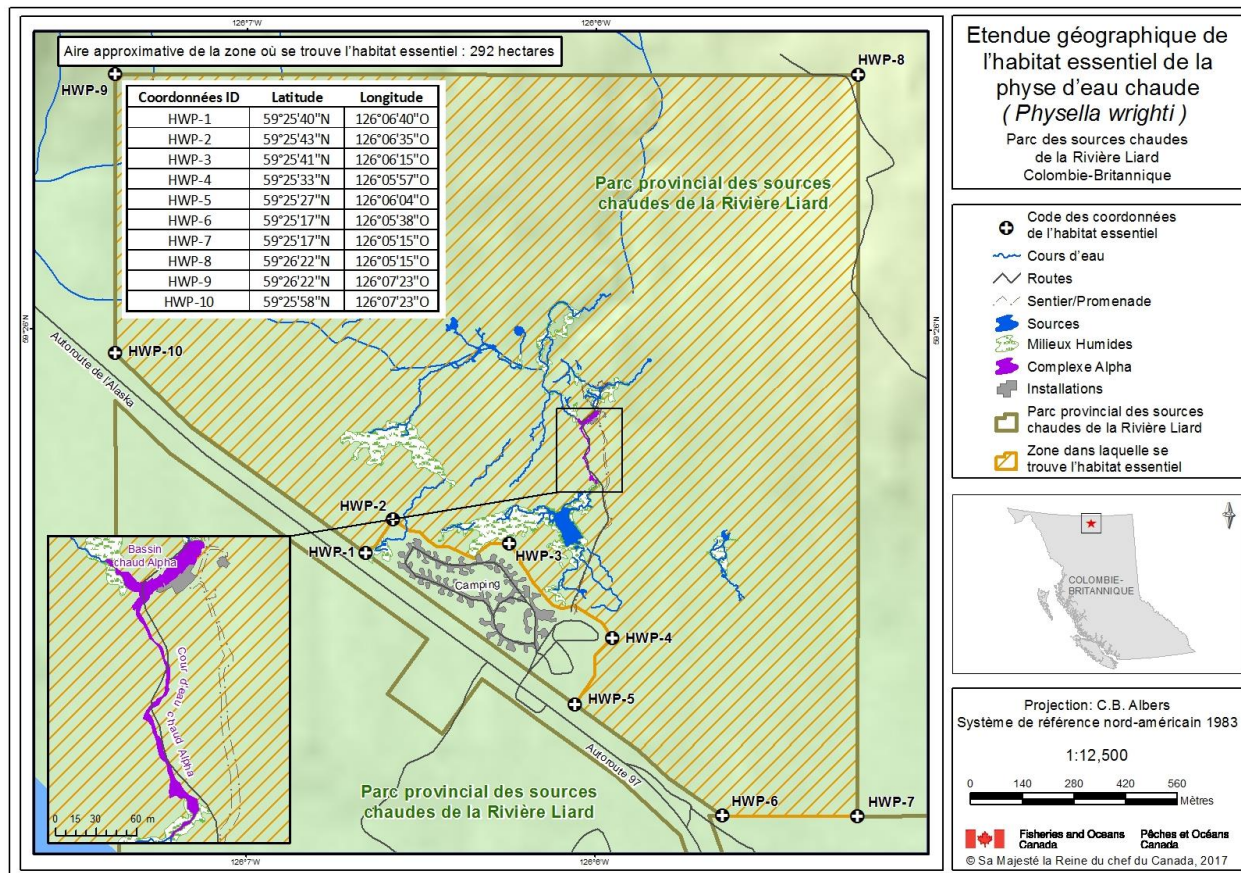 126°7'W
126°6'W
Aire approximative de la zone où se trouve l'habitat essentiel : 292 hectares
HWP-9
HWP-8
Coordonnées ID Latitude Longitude
HWP-1 59°25'40"N 126°06'40"O
HWP-2 59°25'43"N 126°06'35"O
HWP-3 59°25'41"N 126°06'15"O
HWP-4 59°25'33"N 126°05'57"O
HWP-5 59°25'27"N 126°06'04"O
HWP-6 59°25'17"N 126°05'38"O
HWP-7 59°25'17"N 126°05'15"O
HWP-8 59°26'22"N 126°05'15"O
HWP-9 59°26'22"N 126°07'23"O
HWP-10 59°25'58"N 126°07'23"O
Parc provincial des sources
chaudes de la Rivière Liard
59°26'N
59°26'N
HWP-10
Autoroute de l'Alaska
HWP-2
HWP-1
HWP-3
Camping
HWP-4
HWP-5
Autoroute 97
HWP-6
HWP-7
Parc provincial des sources
chaudes de la Rivière Liard
Bassin
chaud Alpha
Cour d'eau
chaud Alpha
0 15 30 60 m
126°7'W
126°6'W
Etendue géographique de
l'habitat essentiel de la
physe d'eau chaude
( Physella wrighti )
Parc des sources chaudes
de la Rivière Liard
Colombie-Britannique
Code des coordonnées
de l'habitat essentiel
Cours d'eau
Routes
Sentier/Promenade
Sources
Milieux Humides
Complexe Alpha
Installations
Parc provincial des sources
chaudes de la Rivière Liard
Zone dans laquelle se
trouve l'habitat essentiel
COLOMBIE-
BRITANNIQUE
Projection: C.B. Albers
Système de référence nord-américain 1983
1:12,500
0 140 280 420 560
Mètres
Fisheries and Oceans
Canada
Pêches et Océans
Canada
© Sa Majesté la Reine du chef du Canada, 2017